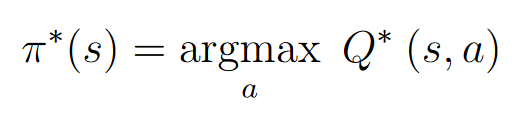 π*(s) = argmax Q* (s, a)
a